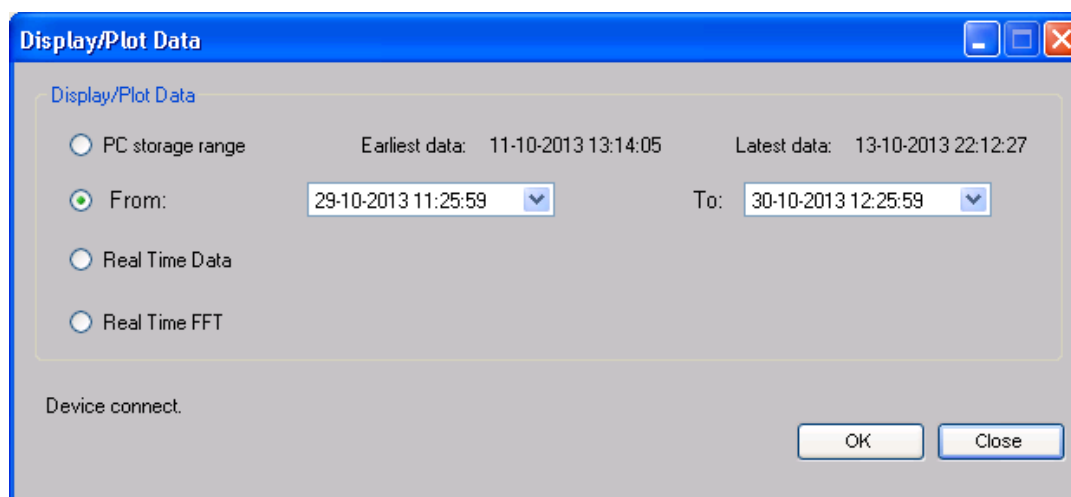 Display/Plot Data
Display/Plot Data
PC storage range Earliest data: 11-10-2013 13:14:05 Latest data: 13-10-2013 22:12:27
From: 29-10-2013 11:25:59 To: 30-10-2013 12:25:59
Real Time Data
Real Time FFT
Device connect.
OK Close